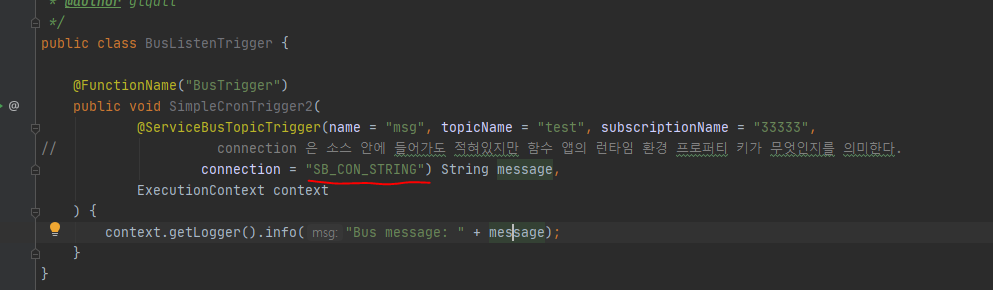 * @author glqull
*/
public class BusListenTrigger {
@FunctionName("BusTrigger")
public void SimpleCronTrigger2(
@ServiceBusTopicTrigger(name = "msg", topicName = "test", subscriptionName = "33333",
// connection 은 소스 안에 들어가도 적혀있지만 함수 앱의 런타임 환경 프로퍼티 키가 무엇인지를 의미한다.
connection = "SB_CON_STRING") String message,
ExecutionContext context
) {
context.getLogger().info( msg: "Bus message: " + message);
}
}